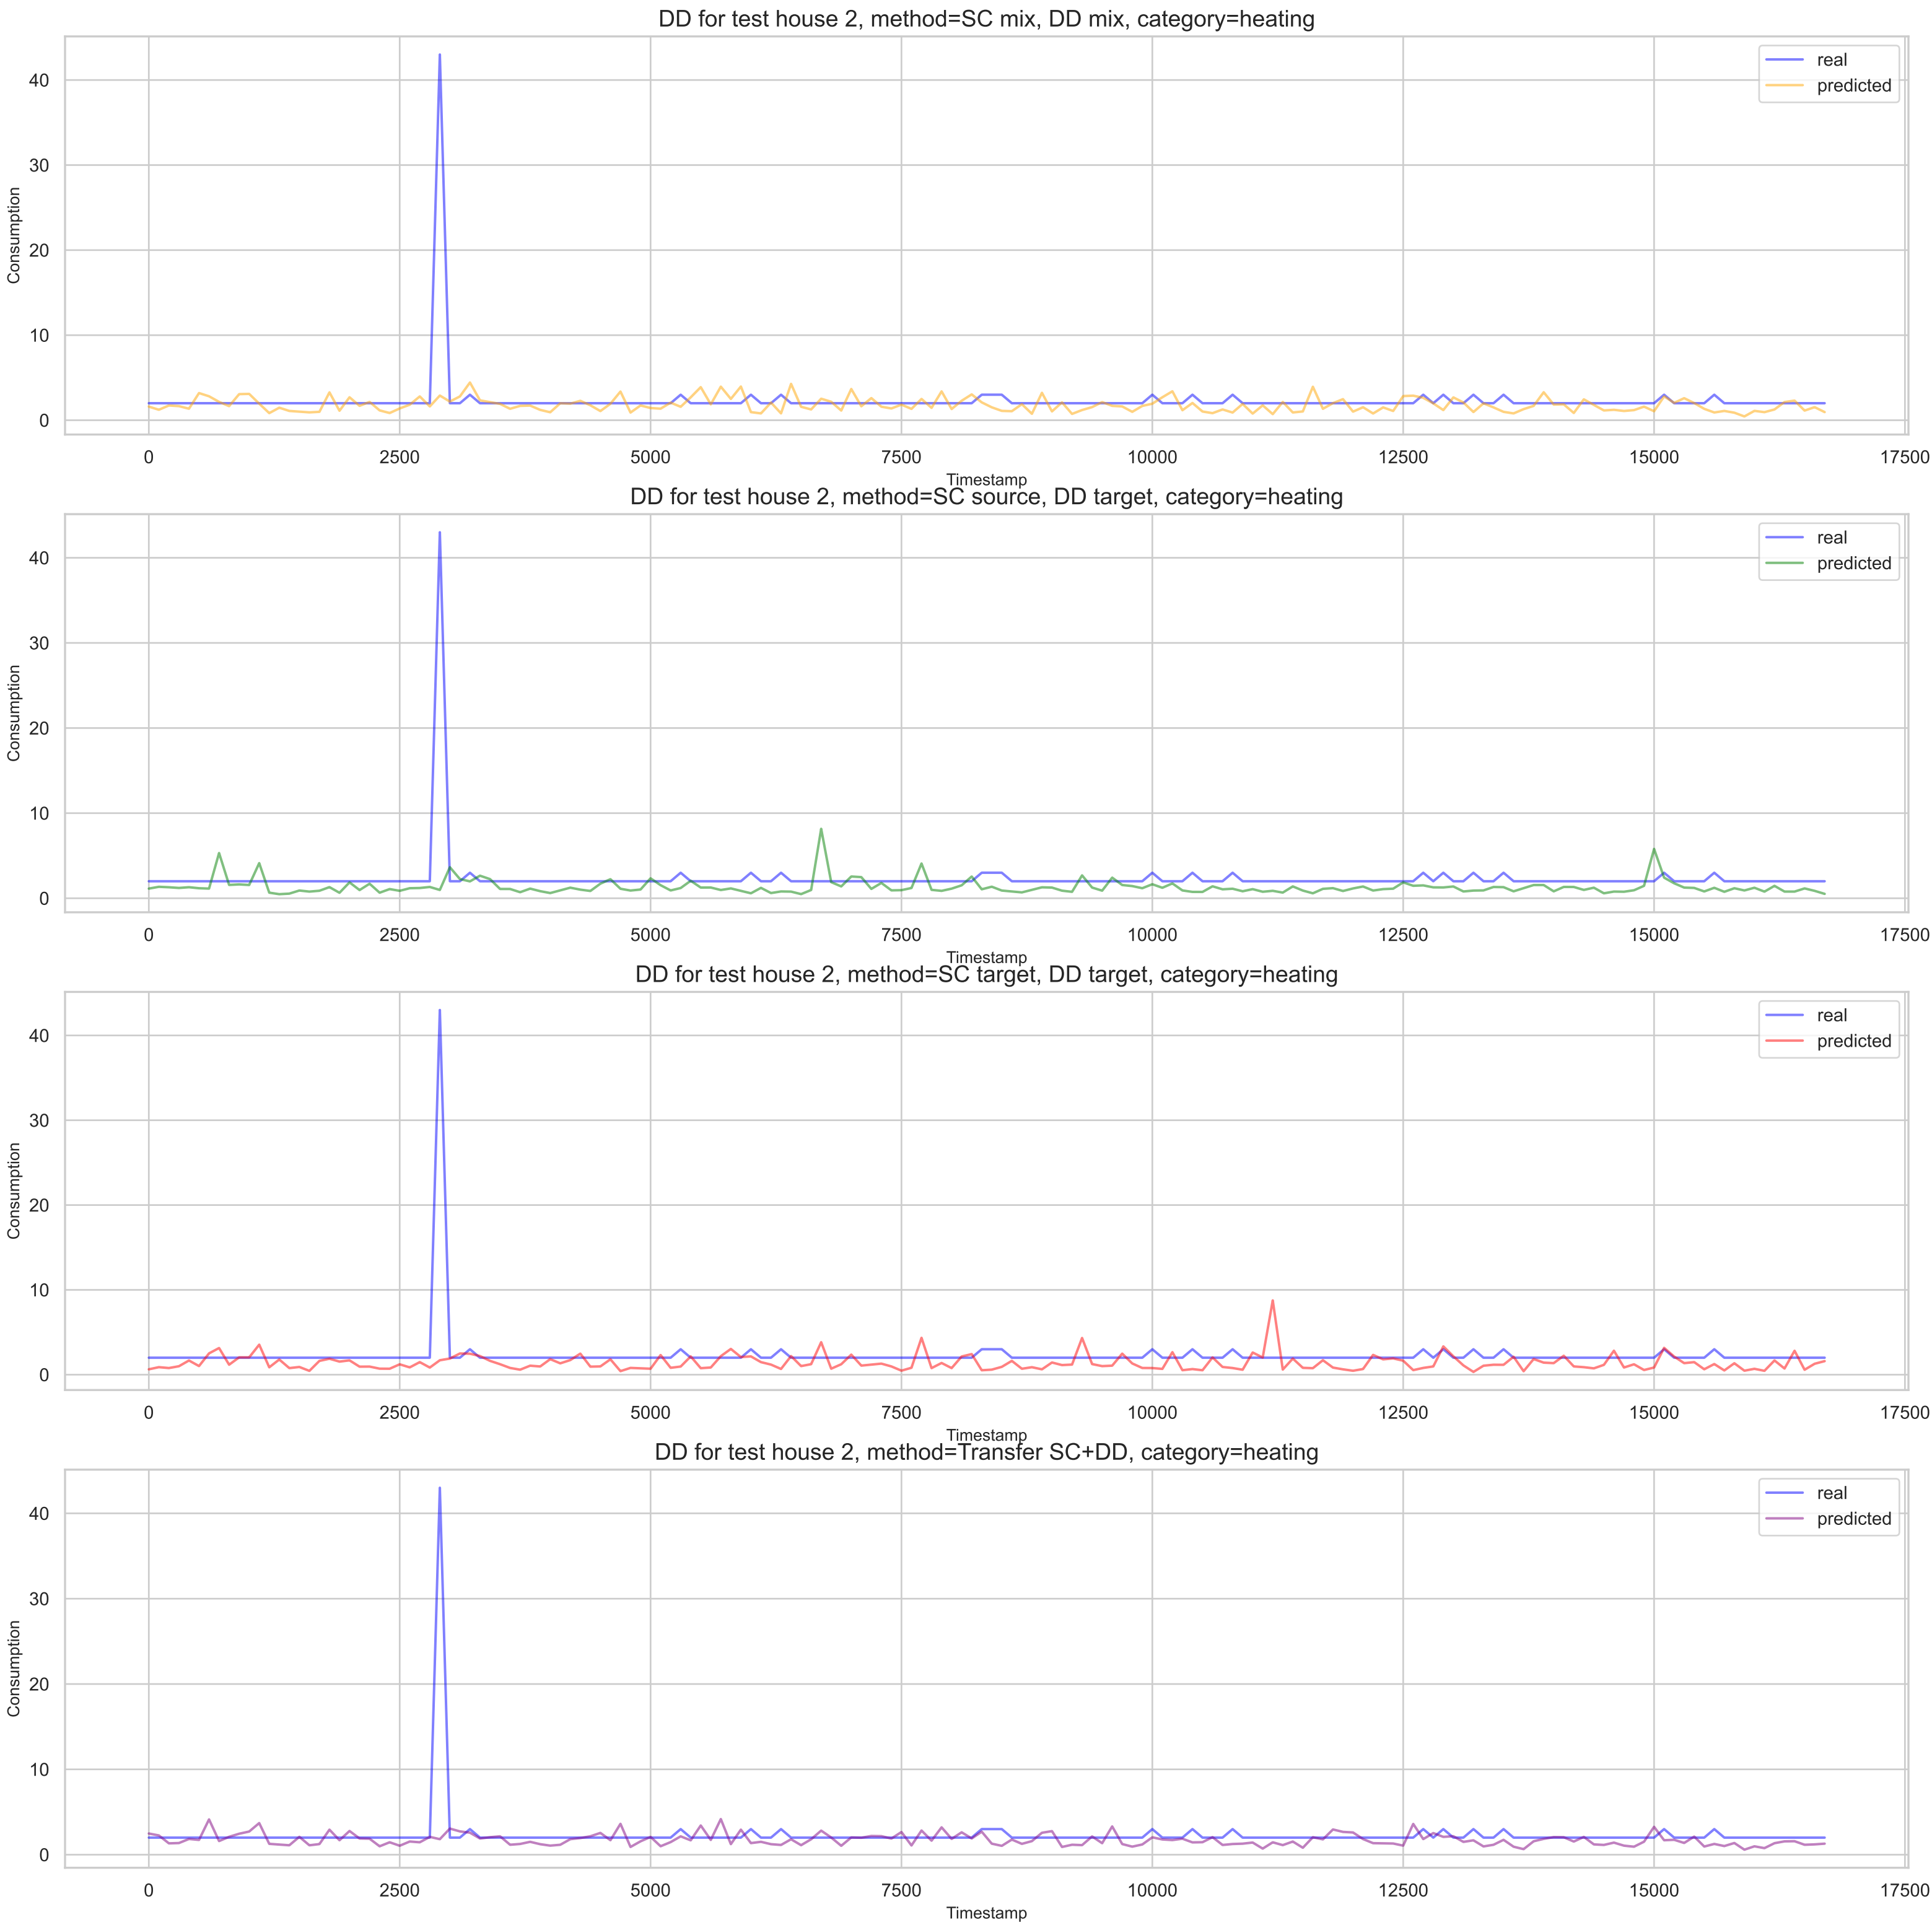 DD for test house 2, method=SC mix, DD mix, category=heating
real
predicted
40
30
20
10
0
Consumption
0 2500 5000 7500 10000 12500 15000 17500
Timestamp
DD for test house 2, method=SC source, DD target, category=heating
real
predicted
40
30
20
10
0
Consumption
0 2500 5000 7500 10000 12500 15000 17500
Timestamp
DD for test house 2, method=SC target, DD target, category=heating
real
predicted
40
30
20
10
0
Consumption
0 2500 5000 7500 10000 12500 15000 17500
Timestamp
DD for test house 2, method=Transfer SC+DD, category=heating
real
predicted
40
30
20
10
0
Consumption
0 2500 5000 7500 10000 12500 15000 17500
Timestamp